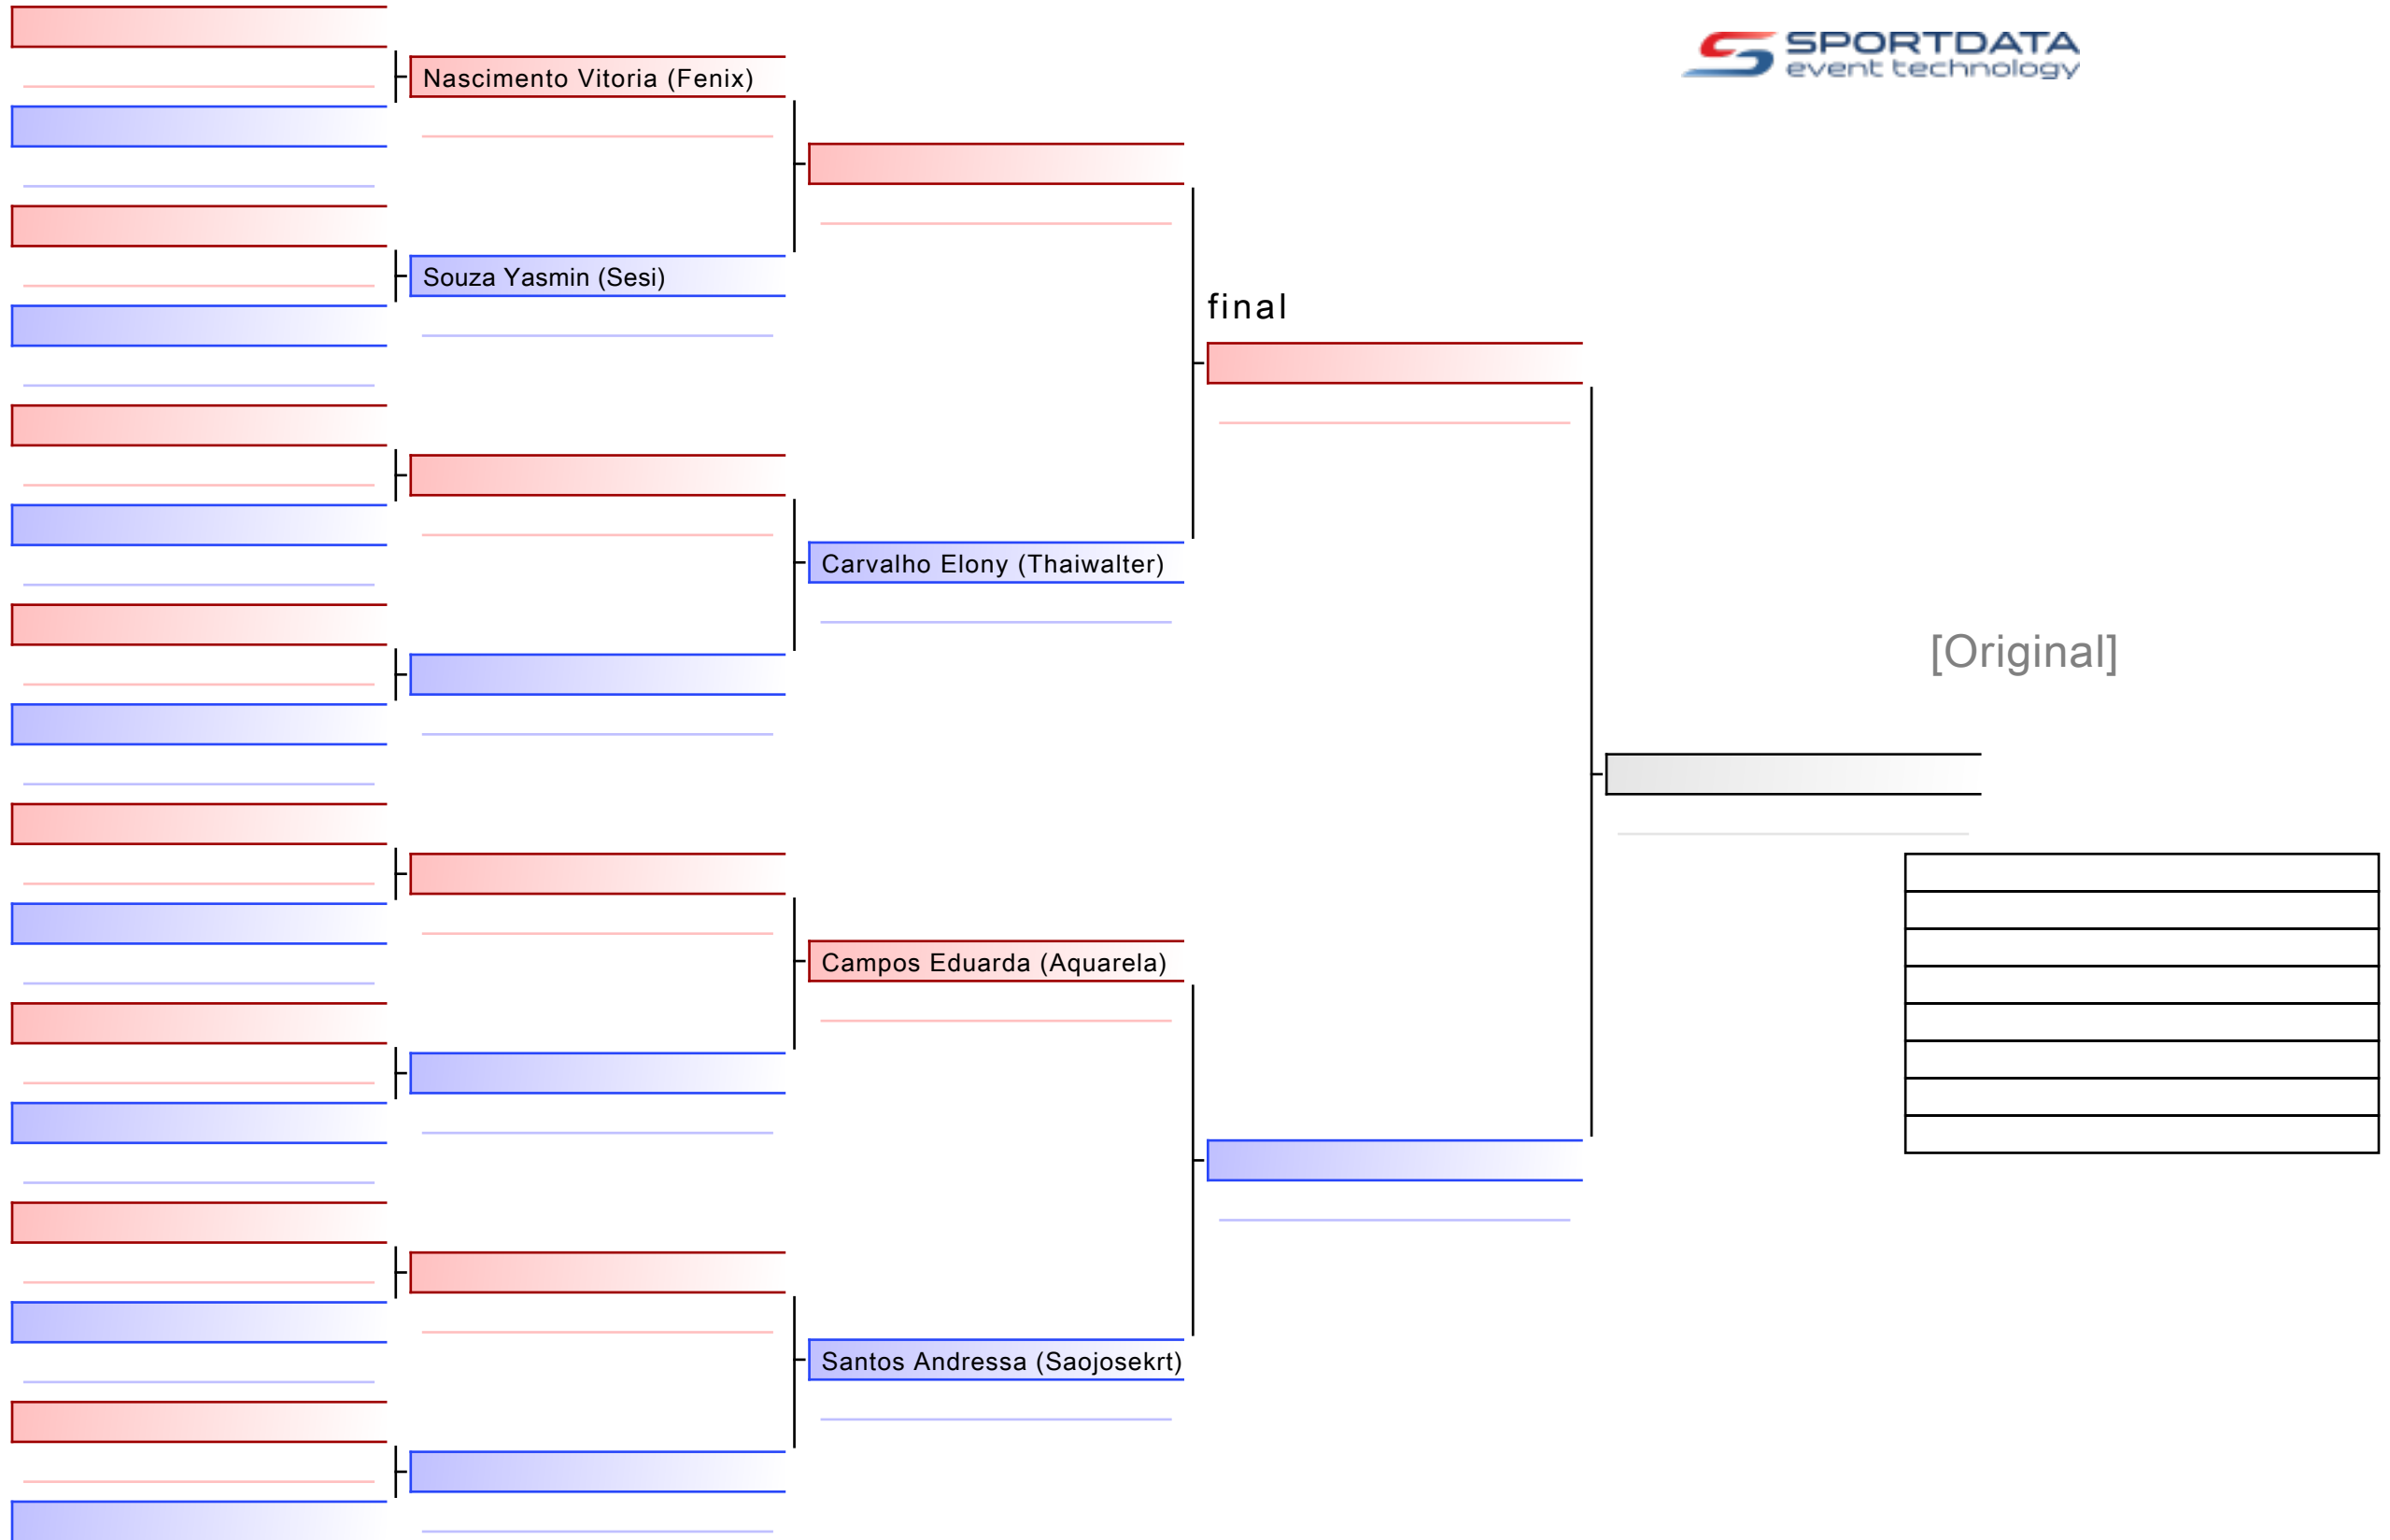 SPORTDATA
event technology
Nascimento Vitoria (Fenix)
Souza Yasmin (Sesi)
final
Carvalho Elony (Thaiwalter)
[Original]
Campos Eduarda (Aquarela)
Santos Andressa (Saojosekrt)